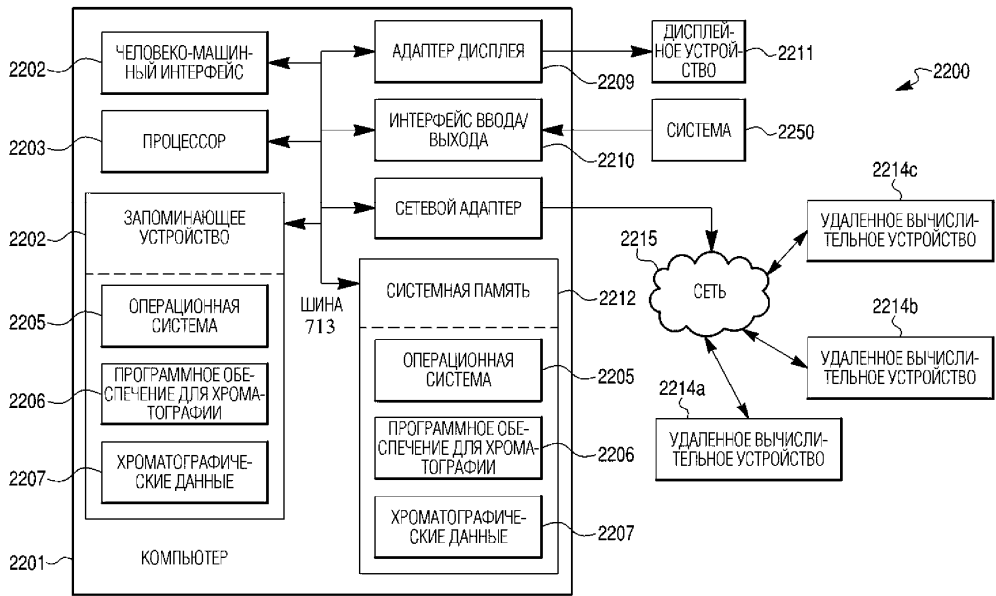 2202
ЧЕЛОВЕКО-МАШИН-
НЫЙ ИНТЕРФЕЙС
АДАПТЕР ДИСПЛЕЯ
2209
ДИСПЛЕЙ-
НОЕ УСТРОЙ-
СТВО
2211
2200
2203
ПРОЦЕССОР
ИНТЕРФЕЙС ВВОДА/
ВЫХОДА
2210
СИСТЕМА
2250
2202
ЗАПОМИНАЮЩЕЕ
УСТРОЙСТВО
СЕТЕВОЙ АДАПТЕР
2215
СЕТЬ
2214c
УДАЛЕННОЕ ВЫЧИСЛИ-
ТЕЛЬНОЕ УСТРОЙСТВО
ШИНА
713
СИСТЕМНАЯ ПАМЯТЬ
2212
2205
ОПЕРАЦИОННАЯ
СИСТЕМА
2214b
УДАЛЕННОЕ ВЫЧИСЛИ-
ТЕЛЬНОЕ УСТРОЙСТВО
ОПЕРАЦИОННАЯ
СИСТЕМА
2205
2206
ПРОГРАММНОЕ ОБЕ-
СПЕЧЕНИЕ ДЛЯ ХРОМА-
ТОГРАФИИ
2214a
УДАЛЕННОЕ ВЫЧИСЛИ-
ТЕЛЬНОЕ УСТРОЙСТВО
ПРОГРАММНОЕ ОБЕ-
СПЕЧЕНИЕ ДЛЯ ХРОМА-
ТОГРАФИИ
2206
2207
ХРОМАТОГРАФИЧЕ-
СКИЕ ДАННЫЕ
ХРОМАТОГРАФИЧЕ-
СКИЕ ДАННЫЕ
2207
2201
КОМПЬЮТЕР